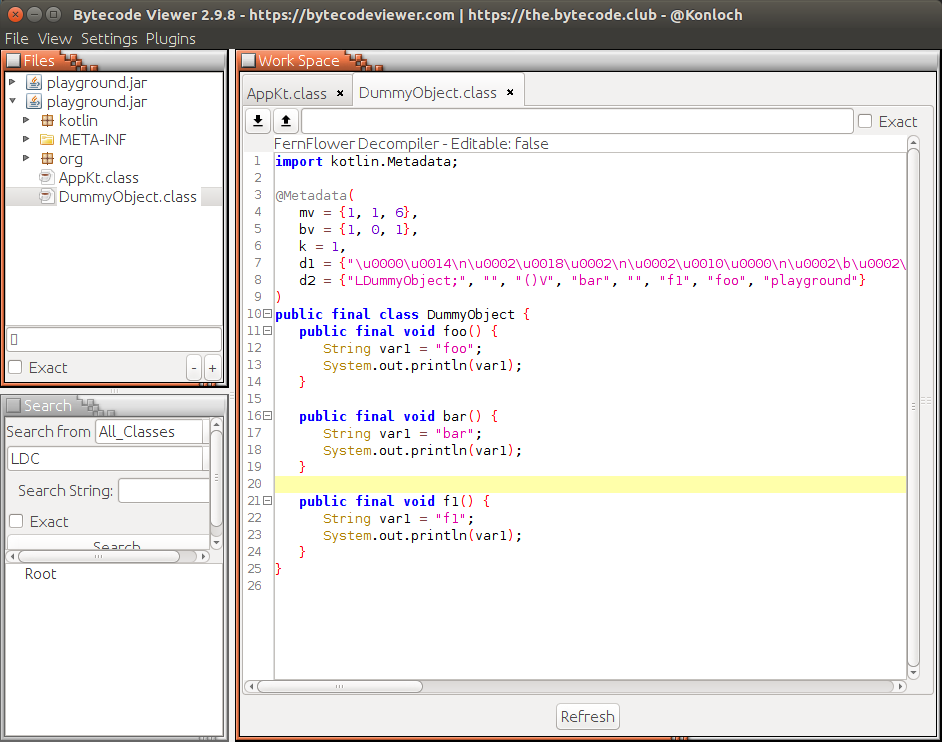 Bytecode Viewer 2.9.8 - https://bytecodeviewer.com | https://the.bytecode.club - @Konloch
File View Settings Plugins
Files
playground.jar
playground.jar
kotlin
META-INF
org
AppKt.class
DummyObject.class
Exact
- +
Search
Search from All_Classes
LDC
Search String:
Exact
Search
Root
Work Space
AppKt.class × DummyObject.class ×
Exact
FernFlower Decompiler - Editable: false
1 import kotlin.Metadata;
2
3 @Metadata(
4 mv = {1, 1, 6},
5 bv = {1, 0, 1},
6 k = 1,
7 d1 = {"\u0000\u0014\n\u0002\u0018\u0002\n\u0002\u0010\u0000\n\u0002\b\u0002\
8 d2 = {"LDummyObject;", "", "()V", "bar", "", "f1", "foo", "playground"}
9 )
10 public final class DummyObject {
11 public final void foo() {
12 String var1 = "foo";
13 System.out.println(var1);
14 }
15
16 public final void bar() {
17 String var1 = "bar";
18 System.out.println(var1);
19 }
20
21 public final void f1() {
22 String var1 = "f1";
23 System.out.println(var1);
24 }
25 }
26
Refresh